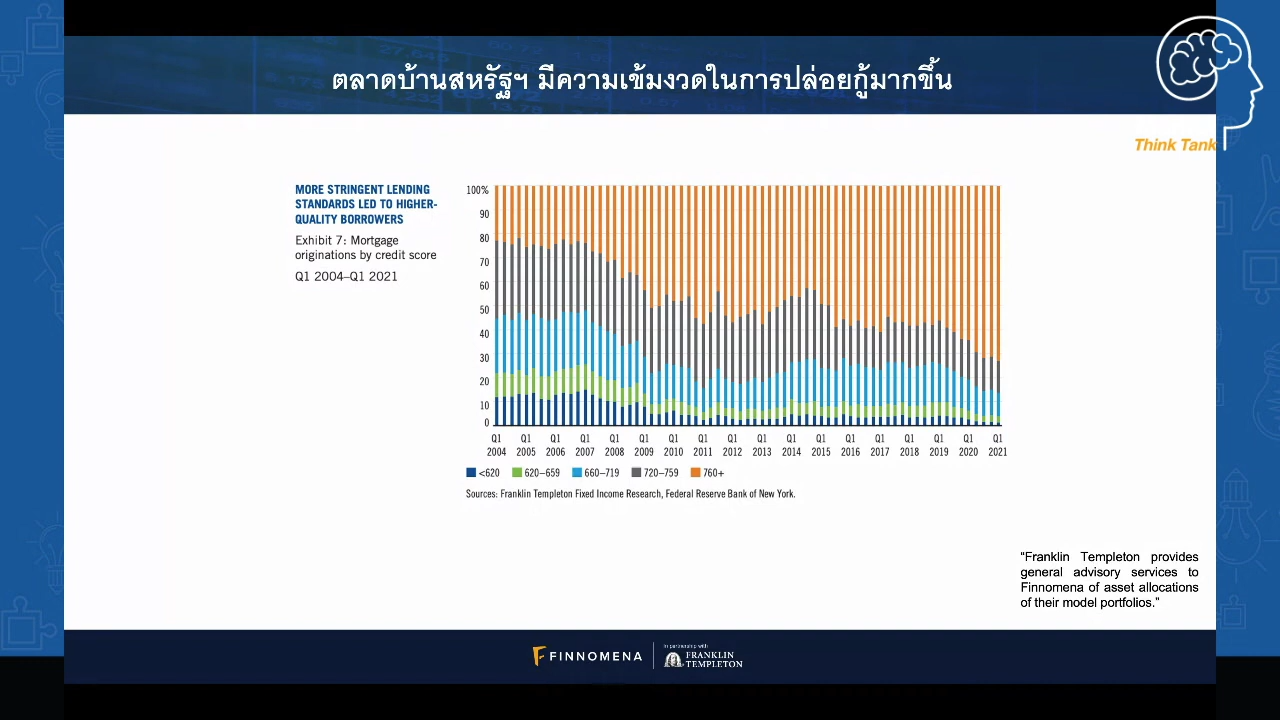 ตลาดบ้านสหรัฐฯ มีความเข้มงวดในการปล่อยกู้มากขึ้น
Think Tank
MORE STRINGENT LENDING
STANDARDS LED TO HIGHER-
QUALITY BORROWERS
Exhibit 7: Mortgage
originations by credit score
Q1 2004–Q1 2021
100%
90
80
70
60
50
40
30
20
10
0
Q1 Q1 Q1 Q1 Q1 Q1 Q1 Q1 Q1 Q1 Q1 Q1 Q1 Q1 Q1 Q1 Q1 Q1
2004 2005 2006 2007 2008 2009 2010 2011 2012 2013 2014 2015 2016 2017 2018 2019 2020 2021
<620 620–659 660–719 720–759 760+
Sources: Franklin Templeton Fixed Income Research, Federal Reserve Bank of New York.
"Franklin Templeton provides
general advisory services to
Finnomena of asset allocations
of their model portfolios."
FINNOMENA
In partnership with
FRANKLIN
TEMPLETON